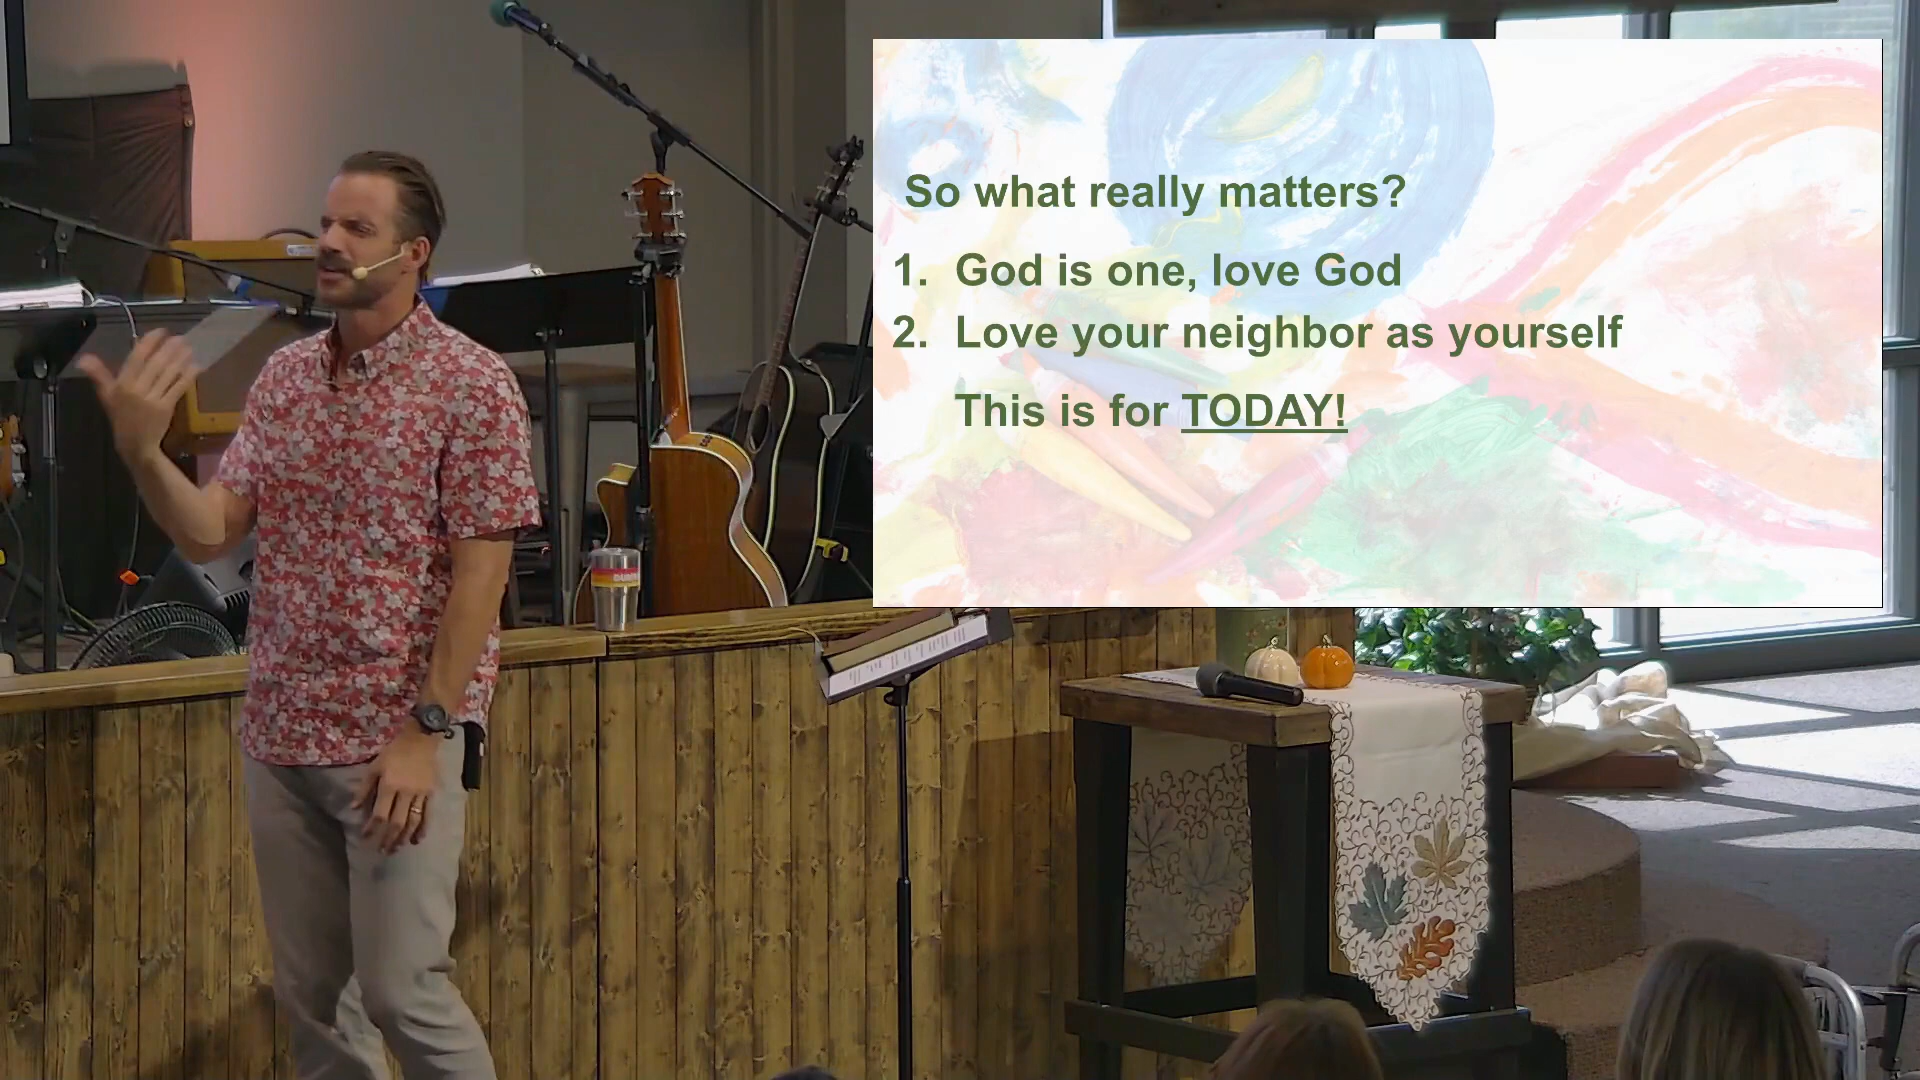 So what really matters?
1. God is one, love God
2. Love your neighbor as yourself
This is for TODAY!